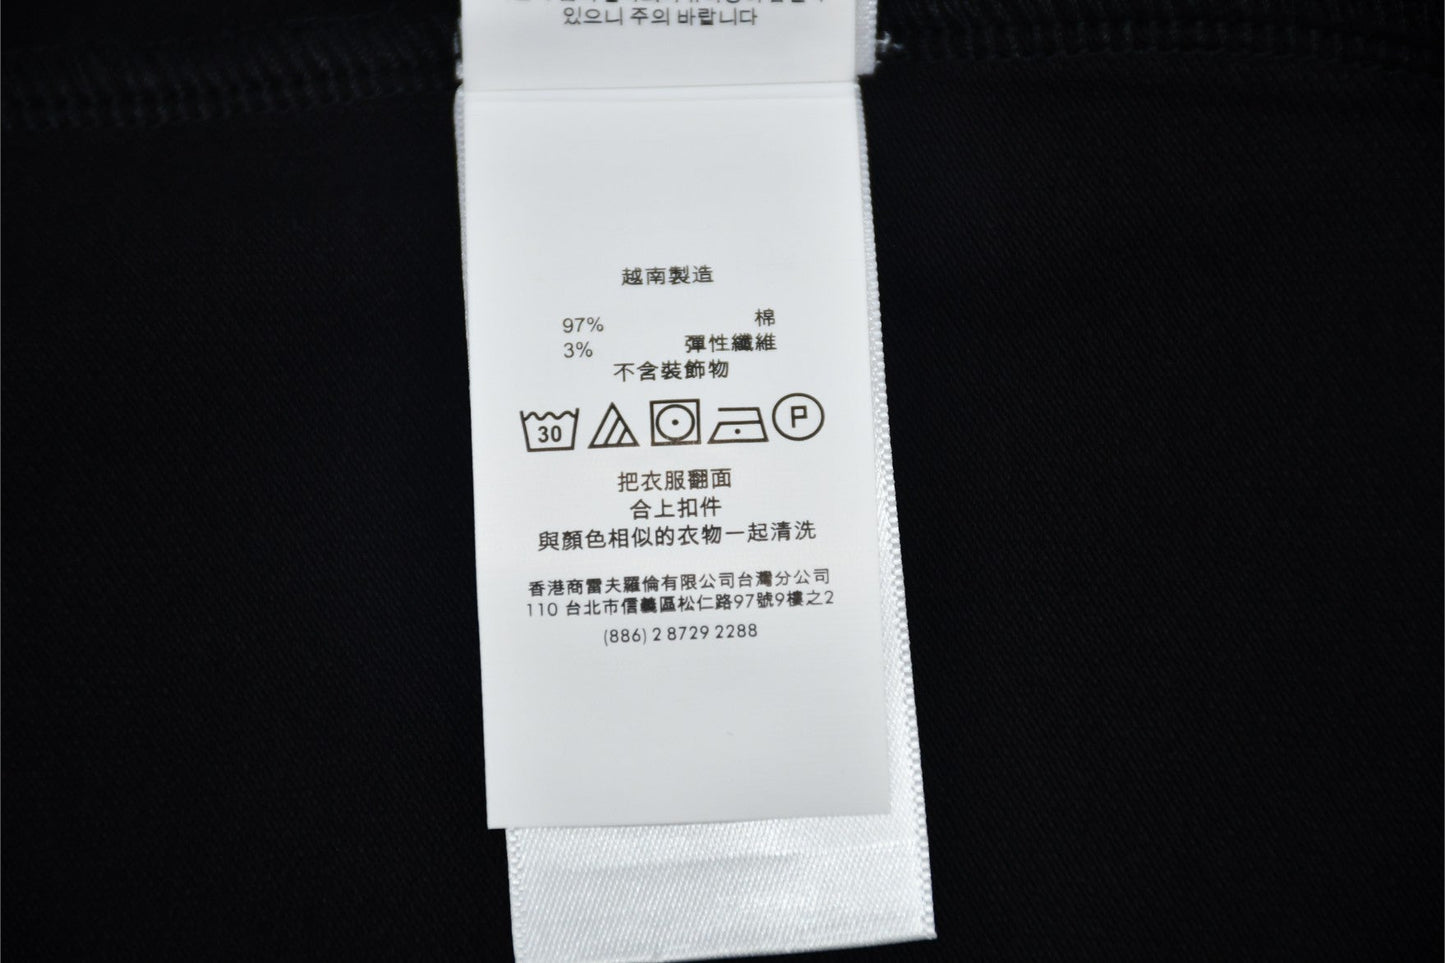 있으니 주의 바랍니다
越南製造
97% 棉
3% 彈性纖維
不含裝飾物
30 P
把衣服翻面
合上扣件
與顏色相似的衣物一起清洗
香港商雷夫羅倫有限公司台灣分公司
110 台北市信義區松仁路97號9樓之2
(886) 2 8729 2288